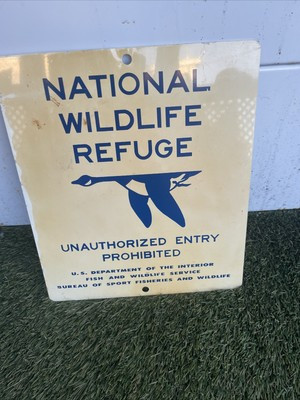 NATIONAL
WILDLIFE
REFUGE
UNAUTHORIZED ENTRY
PROHIBITED
U.S. DEPARTMENT OF THE INTERIOR
FISH AND WILDLIFE SERVICE
BUREAU OF SPORT FISHERIES AND WILDLIFE